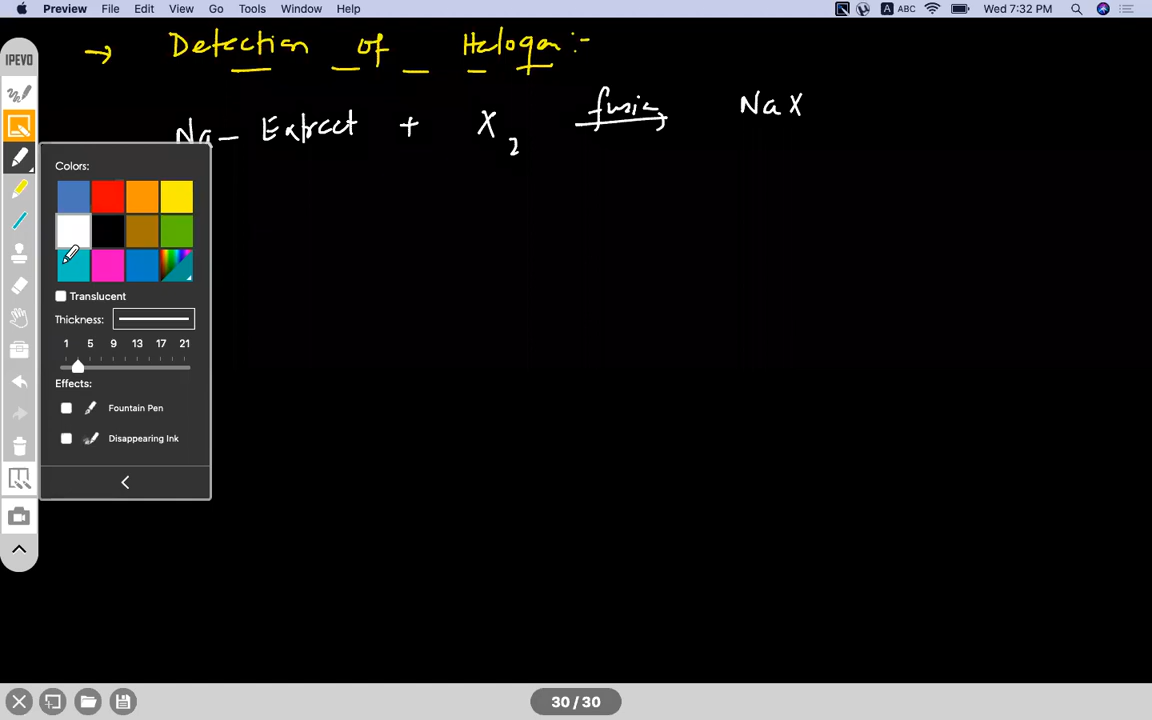 Preview File Edit View Go Tools Window Help A ABC Wed 7:32 PM
IPEVO
→ Detection of Halogen :-
Na - Extract + X2 fusion → NaX
Colors:
Translucent
Thickness:
1 5 9 13 17 21
Effects:
Fountain Pen
Disappearing Ink
30 / 30